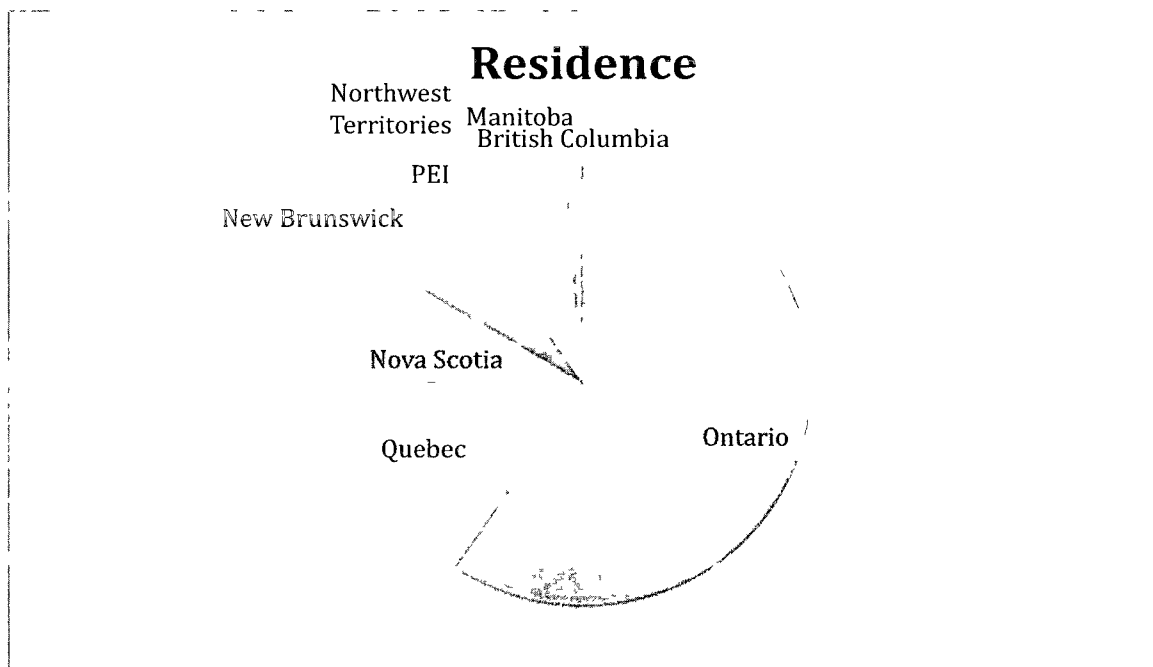 Residence
Northwest
Territories
Manitoba
British Columbia
PEI
New Brunswick
Nova Scotia
Quebec
Ontario